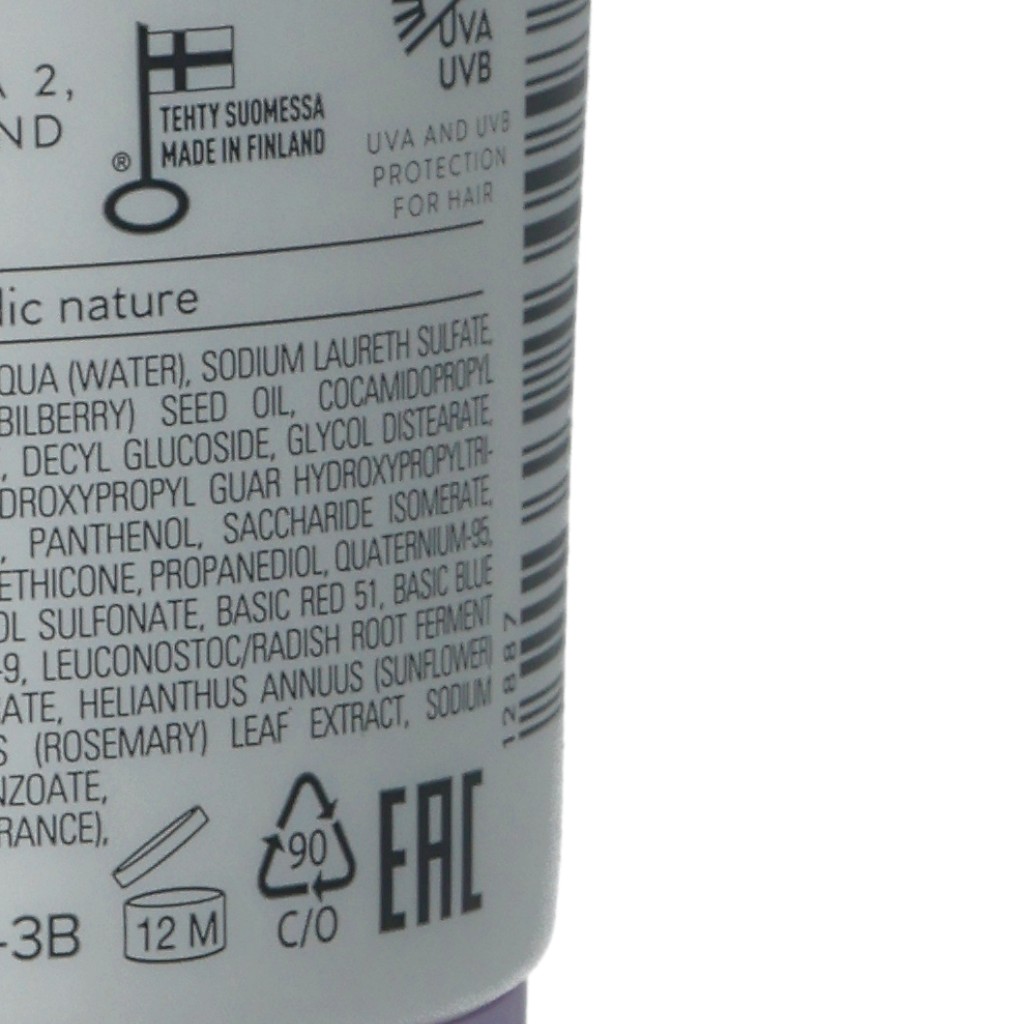 2,
ND
TEHTY SUOMESSA
MADE IN FINLAND
®
UVA
UVB
UVA AND UVB
PROTECTION
FOR HAIR
nature
(WATER), SODIUM LAURETH SULFATE,
BILBERRY) SEED OIL, COCAMIDOPROPYL
, DECYL GLUCOSIDE, GLYCOL DISTEARATE,
DROXYPROPYL GUAR HYDROXYPROPYLTRI-
, PANTHENOL, SACCHARIDE ISOMERATE,
ETHICONE, PROPANEDIOL, QUATERNIUM-95,
OL SULFONATE, BASIC RED 51, BASIC BLUE
-9, LEUCONOSTOC/RADISH ROOT FERMENT
ATE, HELIANTHUS ANNUUS (SUNFLOWER)
S (ROSEMARY) LEAF EXTRACT, SODIUM
NZOATE,
RANCE),
-3B
12 M
90
C/O
EAC
12887